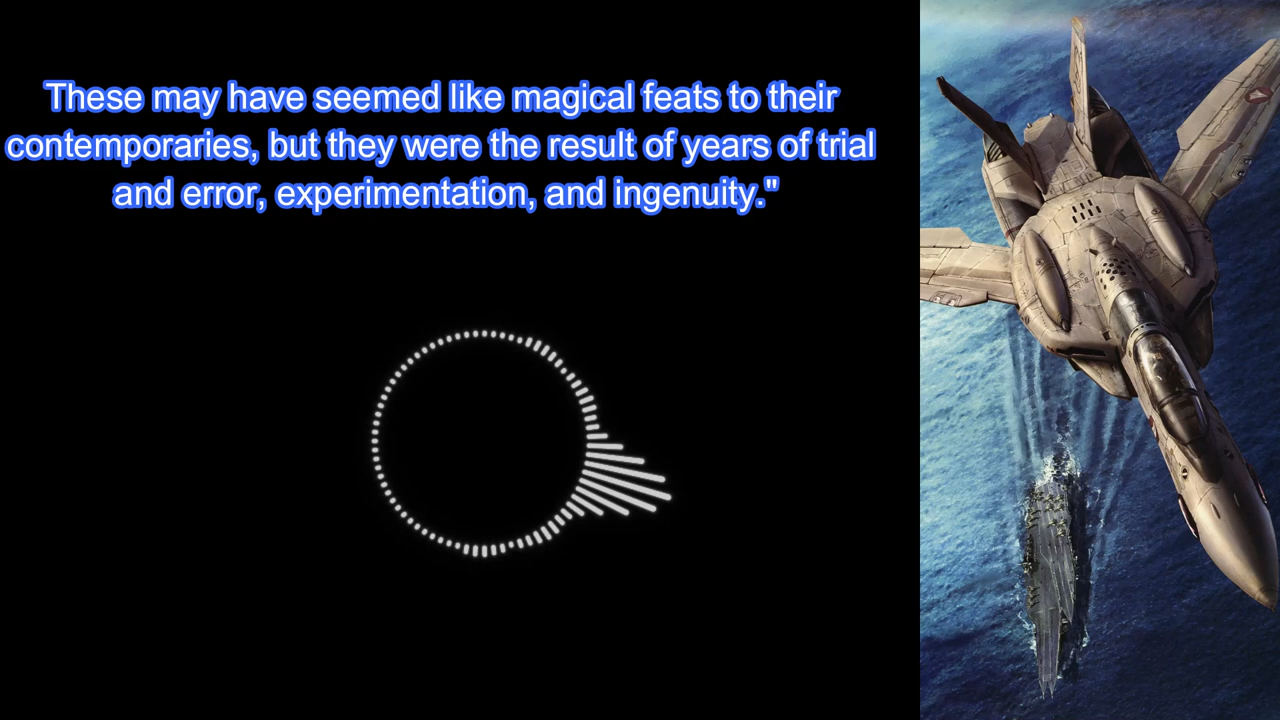 These may have seemed like magical feats to their
contemporaries, but they were the result of years of trial
and error, experimentation, and ingenuity."